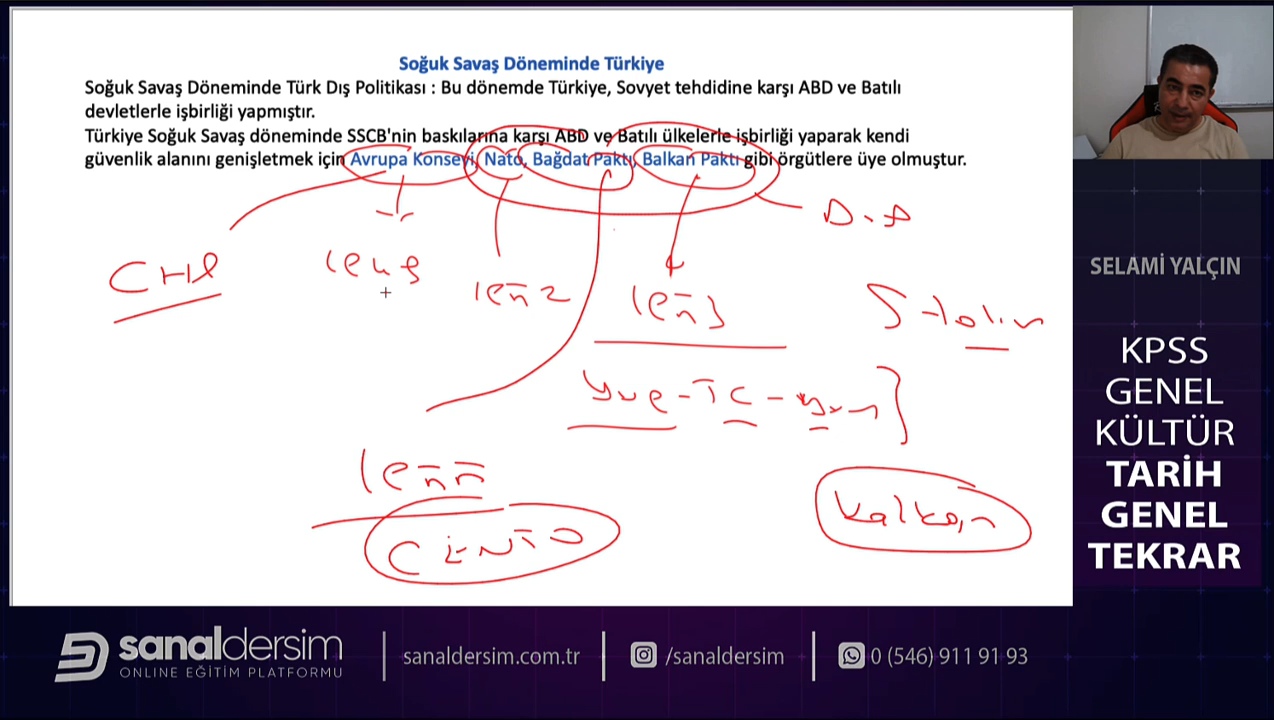 Soğuk Savaş Döneminde Türkiye
Soğuk Savaş Döneminde Türk Dış Politikası : Bu dönemde Türkiye, Sovyet tehdidine karşı ABD ve Batılı
devletlerle işbirliği yapmıştır.
Türkiye Soğuk Savaş döneminde SSCB'nin baskılarına karşı ABD ve Batılı ülkelerle işbirliği yaparak kendi
güvenlik alanını genişletmek için Avrupa Konseyi, Nato, Bağdat Paktı, Balkan Paktı gibi örgütlere üye olmuştur.
D.P
CHP
Stalin
CENTO
SELAMİ YALÇIN
KPSS
GENEL
KÜLTÜR
TARİH
GENEL
TEKRAR
sanaldersim
ONLINE EĞİTİM PLATFORMU
sanaldersim.com.tr
/sanaldersim
0 (546) 911 91 93